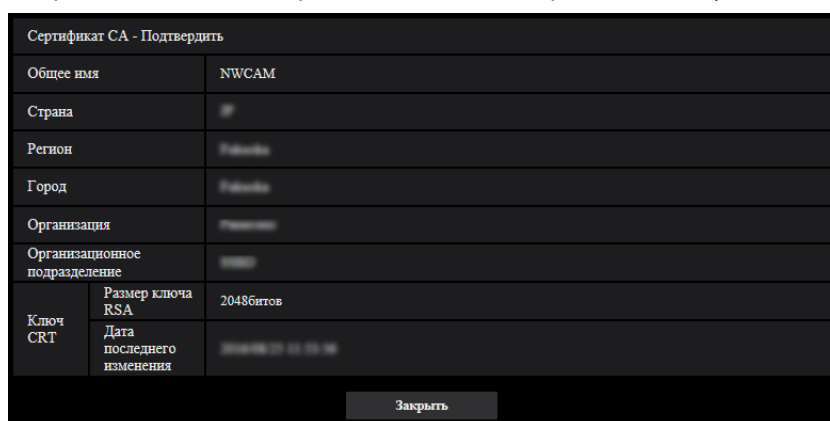 Сертификат CA - Подтвердить
Общее имя NWCAM
Страна
Регион
Город
Организация
Организационное
подразделение
Ключ
CRT
Размер ключа
RSA
2048битов
Дата
последнего
изменения
Закрыть